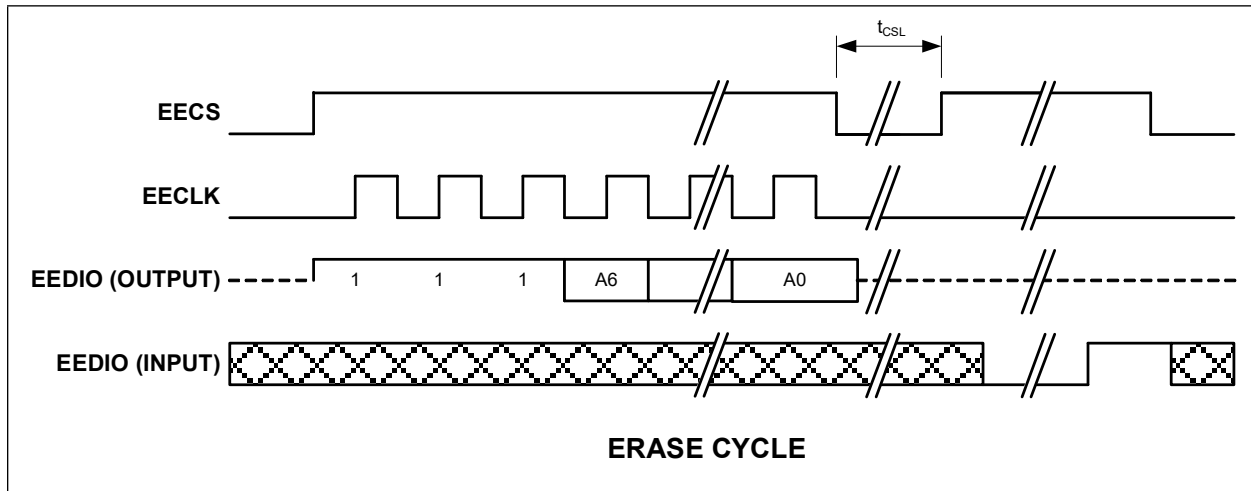 tCSL
EECS
EECLK
EEDIO (OUTPUT)
1 1 1 A6 A0
EEDIO (INPUT)
ERASE CYCLE